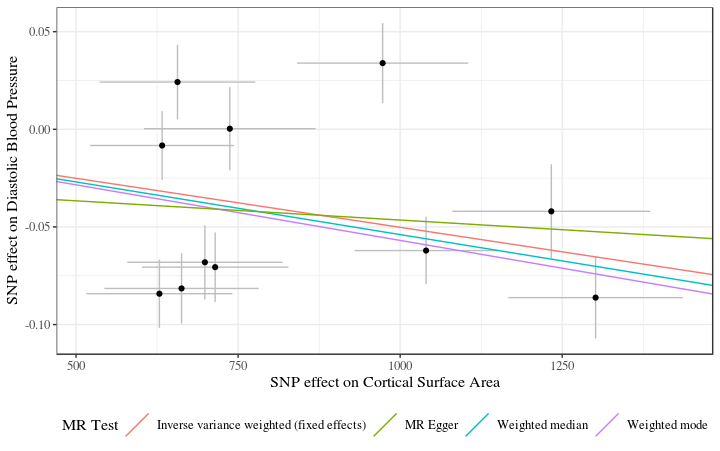 SNP effect on Diastolic Blood Pressure
0.05
0.00
-0.05
-0.10
500 750 1000 1250
SNP effect on Cortical Surface Area
MR Test Inverse variance weighted (fixed effects) MR Egger Weighted median Weighted mode